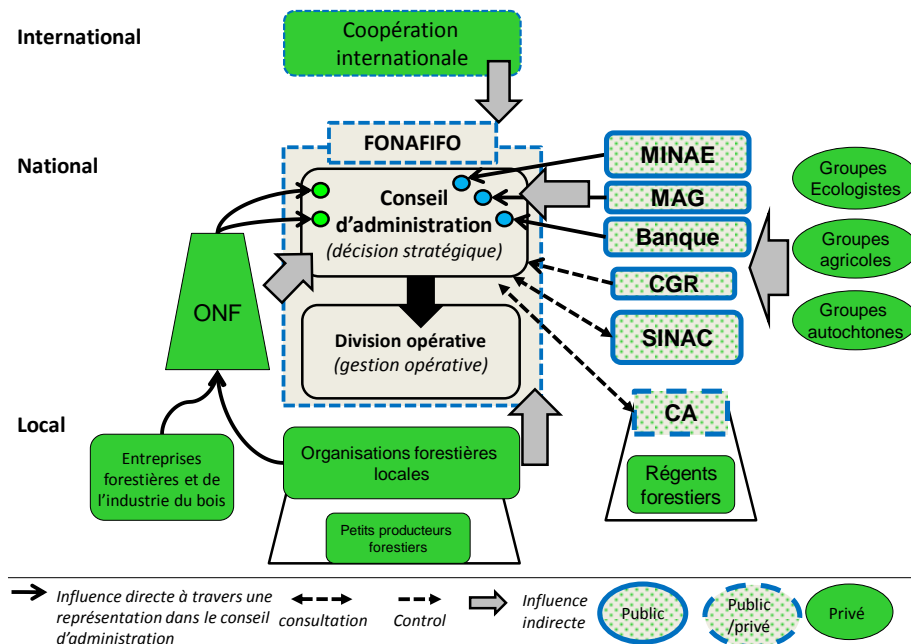 International
Coopération
internationale
National
FONAFIFO
Conseil
d'administration
(décision stratégique)
Division opérative
(gestion opérative)
MINAE
MAG
Banque
CGR
SINAC
Groupes
Ecologistes
Groupes
agricoles
Groupes
autochtones
ONF
Local
Entreprises
forestières et de
l'industrie du bois
Organisations forestières
locales
Petits producteurs
forestiers
CA
Régents
forestiers
Influence directe à travers une
représentation dans le conseil
d'administration
consultation
Control
Influence
indirecte
Public
Public
/privé
Privé